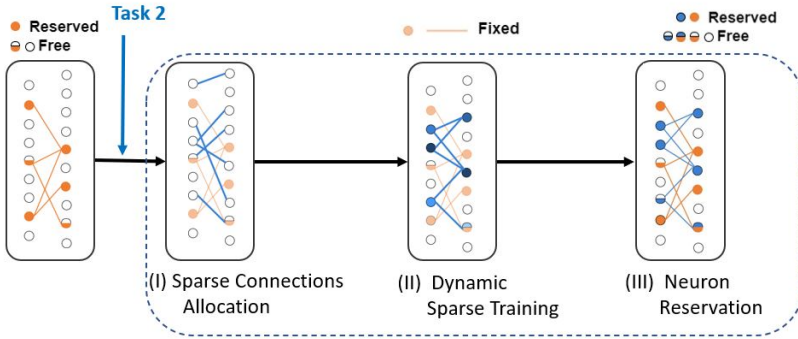 Task 2
Reserved
Free
Fixed
Reserved
Free
(I) Sparse Connections
Allocation
(II) Dynamic
Sparse Training
(III) Neuron
Reservation